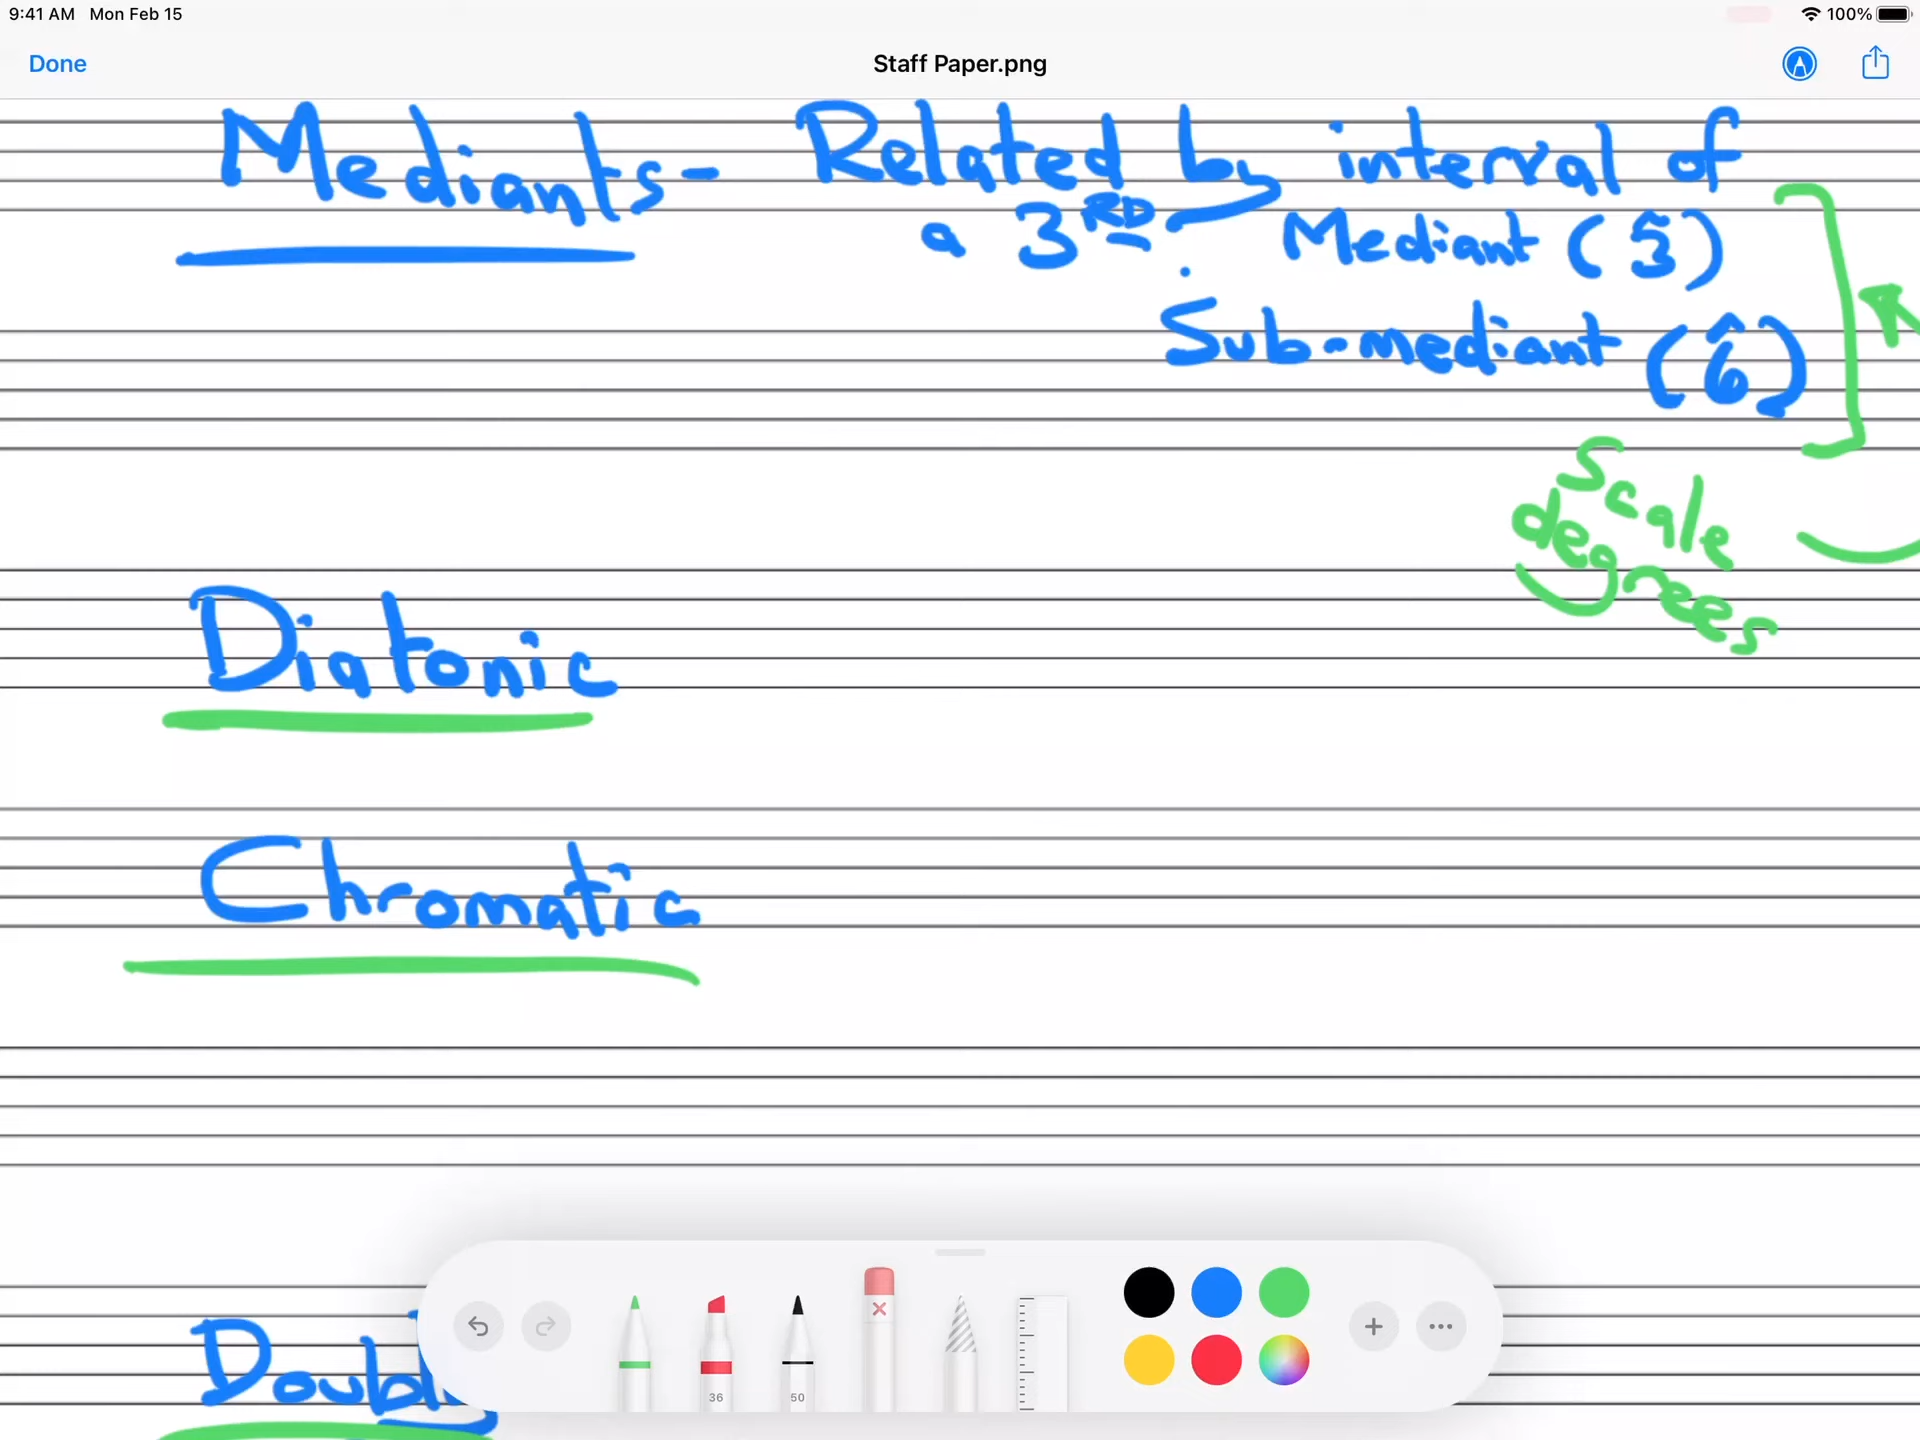 9:41 AM Mon Feb 15 100%
Done Staff Paper.png
Mediants - Related by interval of
a 3RD. Mediant (3̂)
Sub-mediant (6̂)
Scale
degrees
Diatonic
Chromatic
36 50